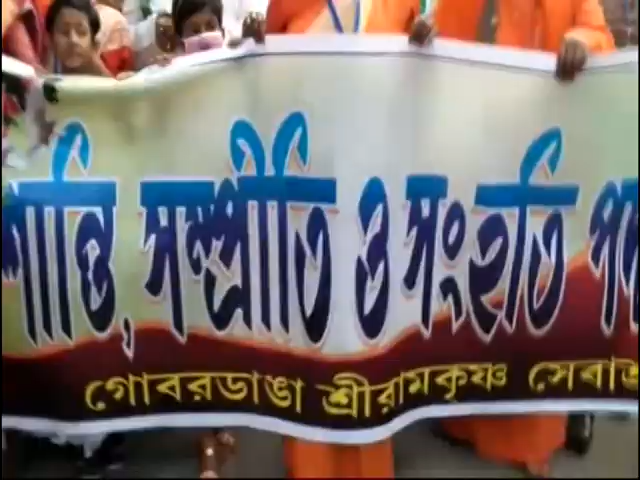 শান্তি, সম্প্রীতি ও সংহতি
গোবরডাঙা শ্রীরামকৃষ্ণ